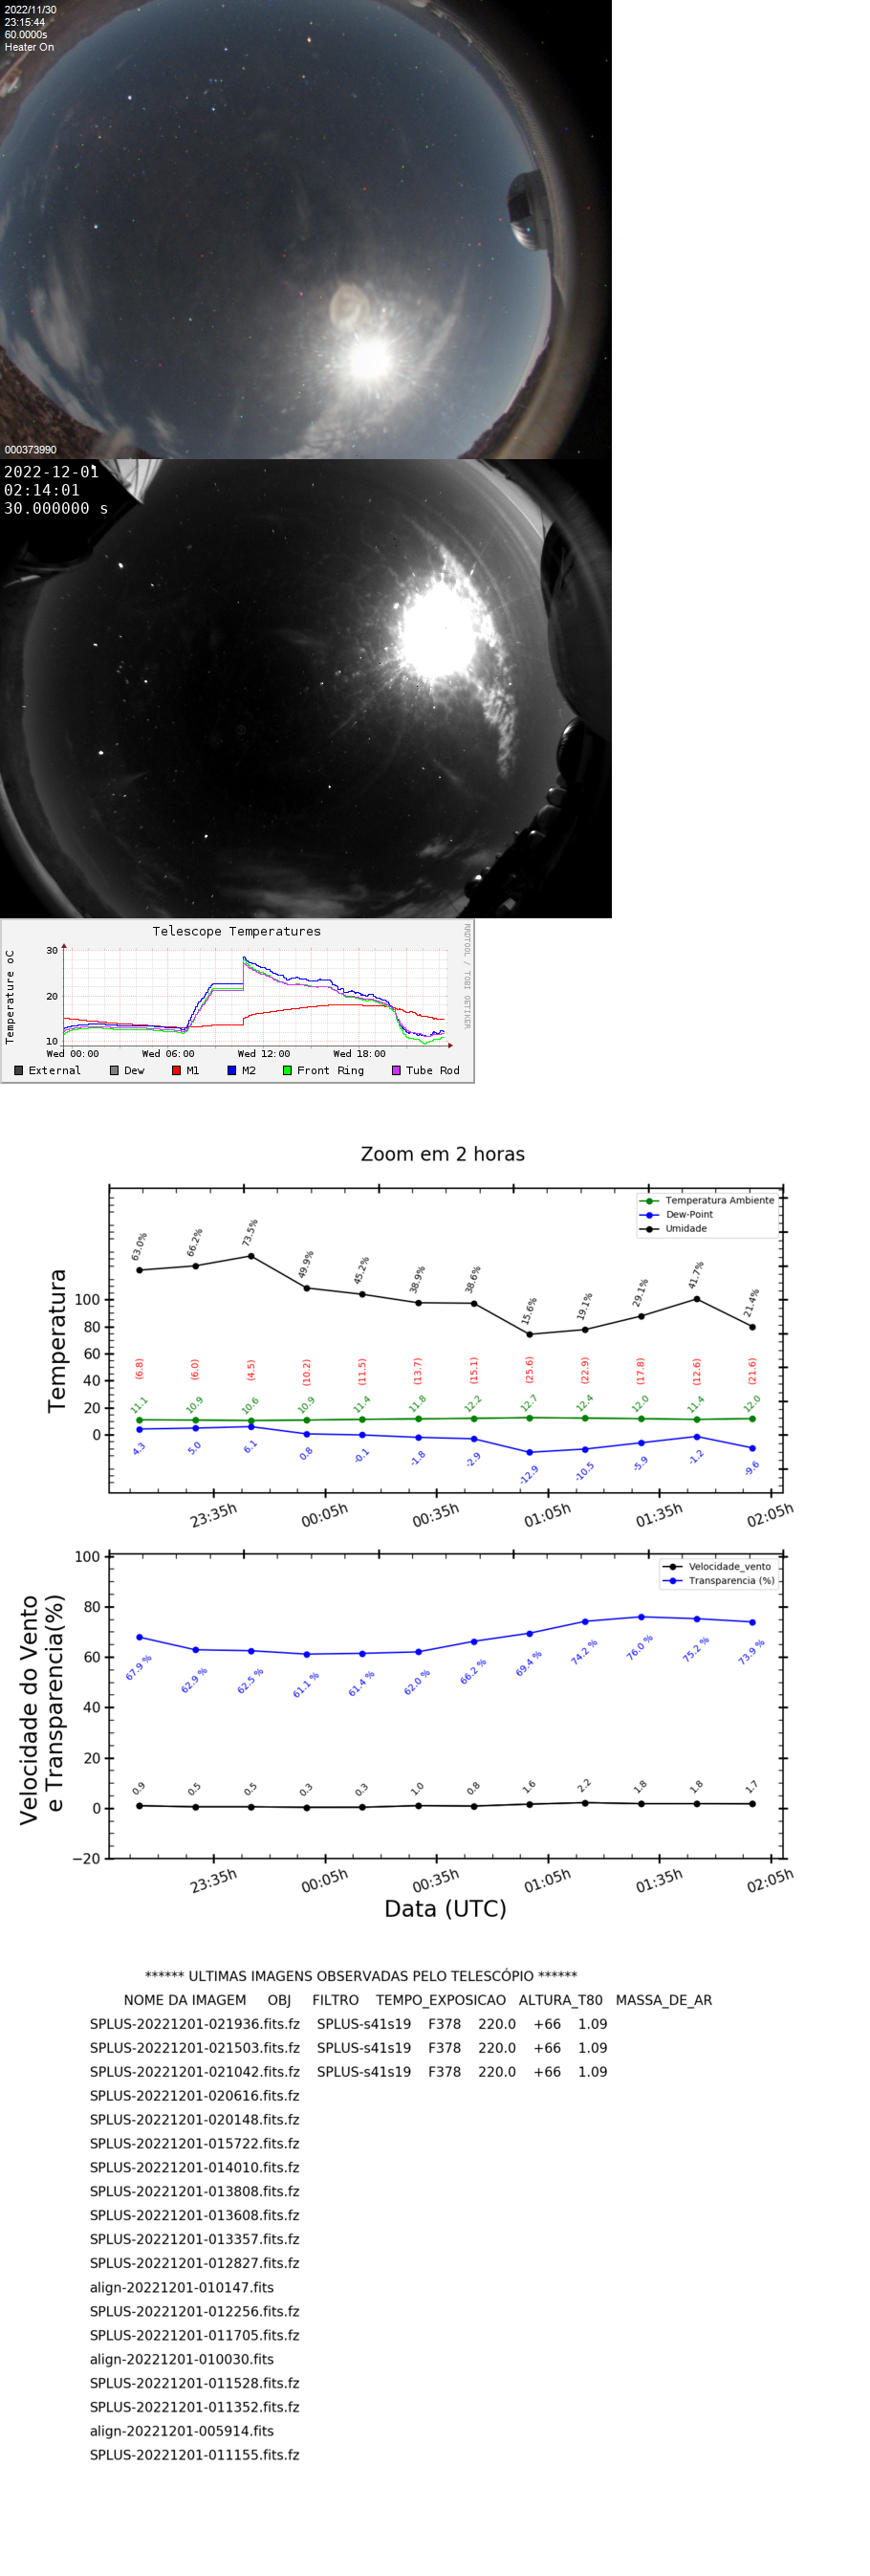 2022/11/30
23:15:44
60.0000s
Heater On
000373990
2022-12-01
02:14:01
30.000000 s
Telescope Temperatures
RRDTOOL / TOBI OETIKER
Temperature oC
30
20
10
Wed 00:00 Wed 06:00 Wed 12:00 Wed 18:00
External Dew M1 M2 Front Ring Tube Rod
Zoom em 2 horas
Temperatura Ambiente
Dew-Point
Umidade
Temperatura
100
80
60
40
20
0
63.0% 66.2% 73.5% 49.9% 45.2% 38.9% 38.6% 15.6% 19.1% 29.1% 41.7% 21.4%
(6.8) (6.0) (4.5) (10.2) (11.5) (13.7) (15.1) (25.6) (22.9) (17.8) (12.6) (21.6)
11.1 10.9 10.6 10.9 11.4 11.8 12.2 12.7 12.4 12.0 11.4 12.0
4.3 5.0 6.1 0.8 -0.1 -1.8 -2.9 -12.9 -10.5 -5.9 -1.2 -9.6
23:35h 00:05h 00:35h 01:05h 01:35h 02:05h
Velocidade_vento
Transparencia (%)
Velocidade do Vento
e Transparencia(%)
100
80
60
40
20
0
−20
67.9 % 62.9 % 62.5 % 61.1 % 61.4 % 62.0 % 66.2 % 69.4 % 74.2 % 76.0 % 75.2 % 73.9 %
0.9 0.5 0.5 0.3 0.3 1.0 0.8 1.6 2.2 1.8 1.8 1.7
23:35h 00:05h 00:35h 01:05h 01:35h 02:05h
Data (UTC)
****** ULTIMAS IMAGENS OBSERVADAS PELO TELESCÓPIO ******
NOME DA IMAGEM OBJ FILTRO TEMPO_EXPOSICAO ALTURA_T80 MASSA_DE_AR
SPLUS-20221201-021936.fits.fz SPLUS-s41s19 F378 220.0 +66 1.09
SPLUS-20221201-021503.fits.fz SPLUS-s41s19 F378 220.0 +66 1.09
SPLUS-20221201-021042.fits.fz SPLUS-s41s19 F378 220.0 +66 1.09
SPLUS-20221201-020616.fits.fz
SPLUS-20221201-020148.fits.fz
SPLUS-20221201-015722.fits.fz
SPLUS-20221201-014010.fits.fz
SPLUS-20221201-013808.fits.fz
SPLUS-20221201-013608.fits.fz
SPLUS-20221201-013357.fits.fz
SPLUS-20221201-012827.fits.fz
align-20221201-010147.fits
SPLUS-20221201-012256.fits.fz
SPLUS-20221201-011705.fits.fz
align-20221201-010030.fits
SPLUS-20221201-011528.fits.fz
SPLUS-20221201-011352.fits.fz
align-20221201-005914.fits
SPLUS-20221201-011155.fits.fz